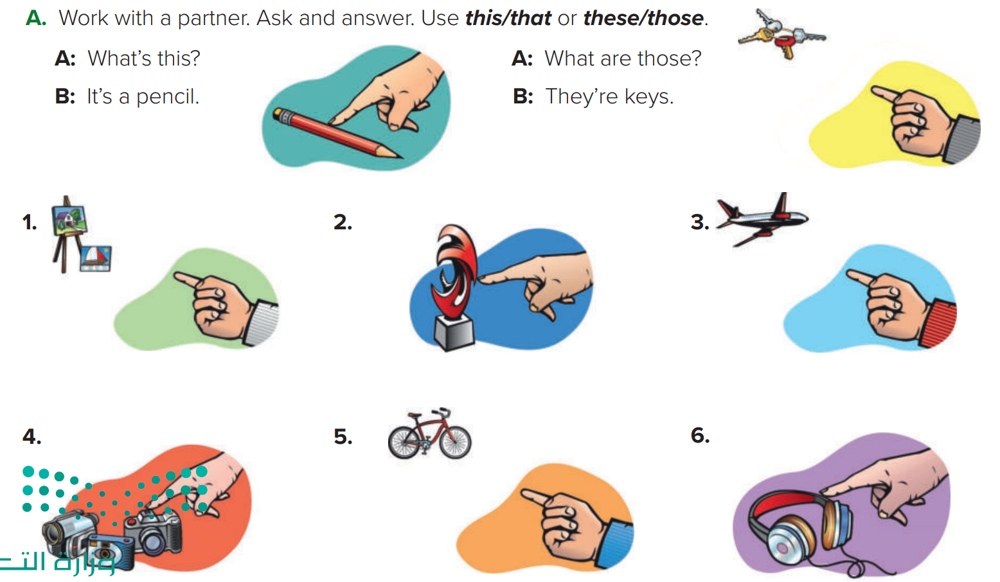 A. Work with a partner. Ask and answer. Use this/that or these/those.
A: What's this?
B: It's a pencil.
A: What are those?
B: They're keys.
1.
2.
3.
4.
5.
6.
وزارة التـ